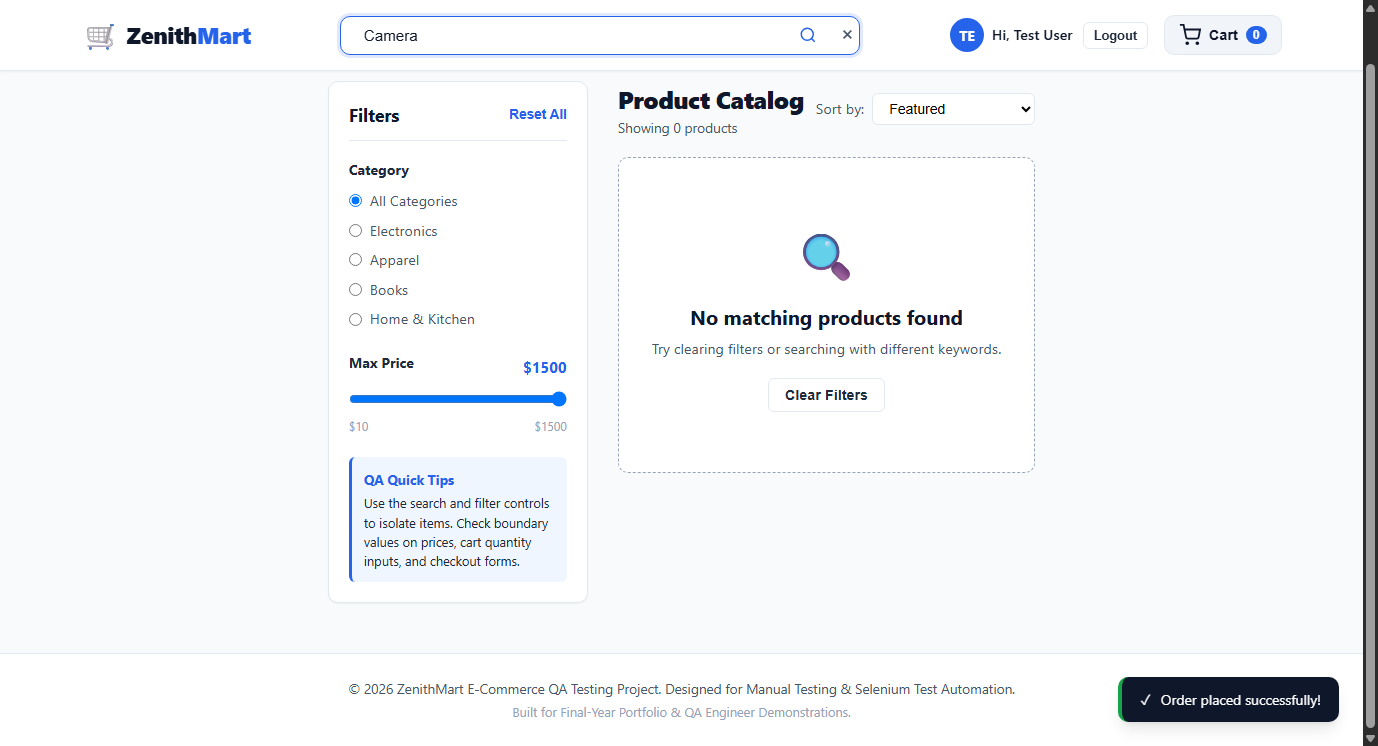 ZenithMart
Camera
×
TE
Hi, Test User
Logout
Cart
0
Filters
Reset All
Category
All Categories
Electronics
Apparel
Books
Home & Kitchen
Max Price
$1500
$10
$1500
QA Quick Tips
Use the search and filter controls
to isolate items. Check boundary
values on prices, cart quantity
inputs, and checkout forms.
Product Catalog
Sort by:
Featured
Showing 0 products
No matching products found
Try clearing filters or searching with different keywords.
Clear Filters
© 2026 ZenithMart E-Commerce QA Testing Project. Designed for Manual Testing & Selenium Test Automation.
Built for Final-Year Portfolio & QA Engineer Demonstrations.
✓ Order placed successfully!